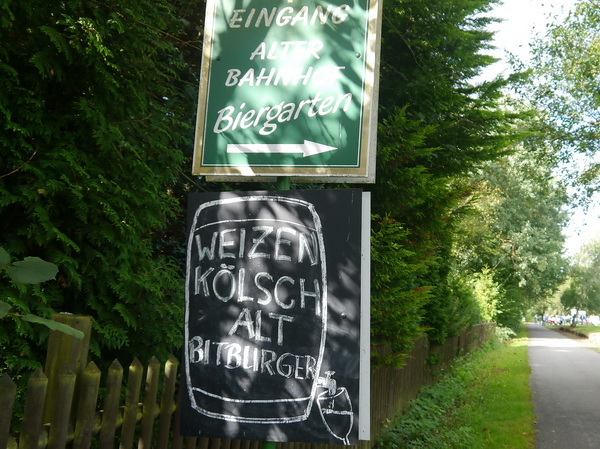 EINGANG
ALTER
BAHNHOF
Biergarten
WEIZEN
KÖLSCH
ALT
BITBURGER